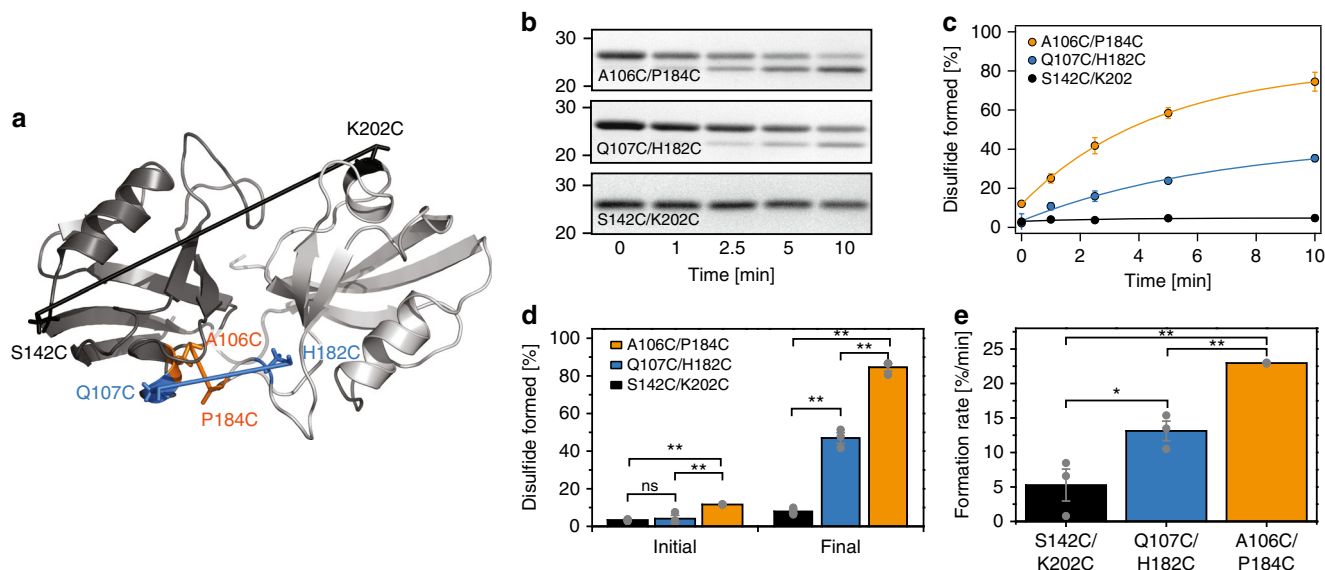 a
K202C
S142C
A106C
H182C
Q107C
P184C
b
30
20
A106C/P184C
30
20
Q107C/H182C
30
20
S142C/K202C
0 1 2.5 5 10
Time [min]
c
Disulfide formed [%]
100
80
60
40
20
0
A106C/P184C
Q107C/H182C
S142C/K202
0 2 4 6 8 10
Time [min]
d
Disulfide formed [%]
100
80
60
40
20
0
A106C/P184C
Q107C/H182C
S142C/K202C
**
**
ns
**
**
**
Initial Final
e
Formation rate [%/min]
25
20
15
10
5
0
**
**
*
S142C/
K202C
Q107C/
H182C
A106C/
P184C